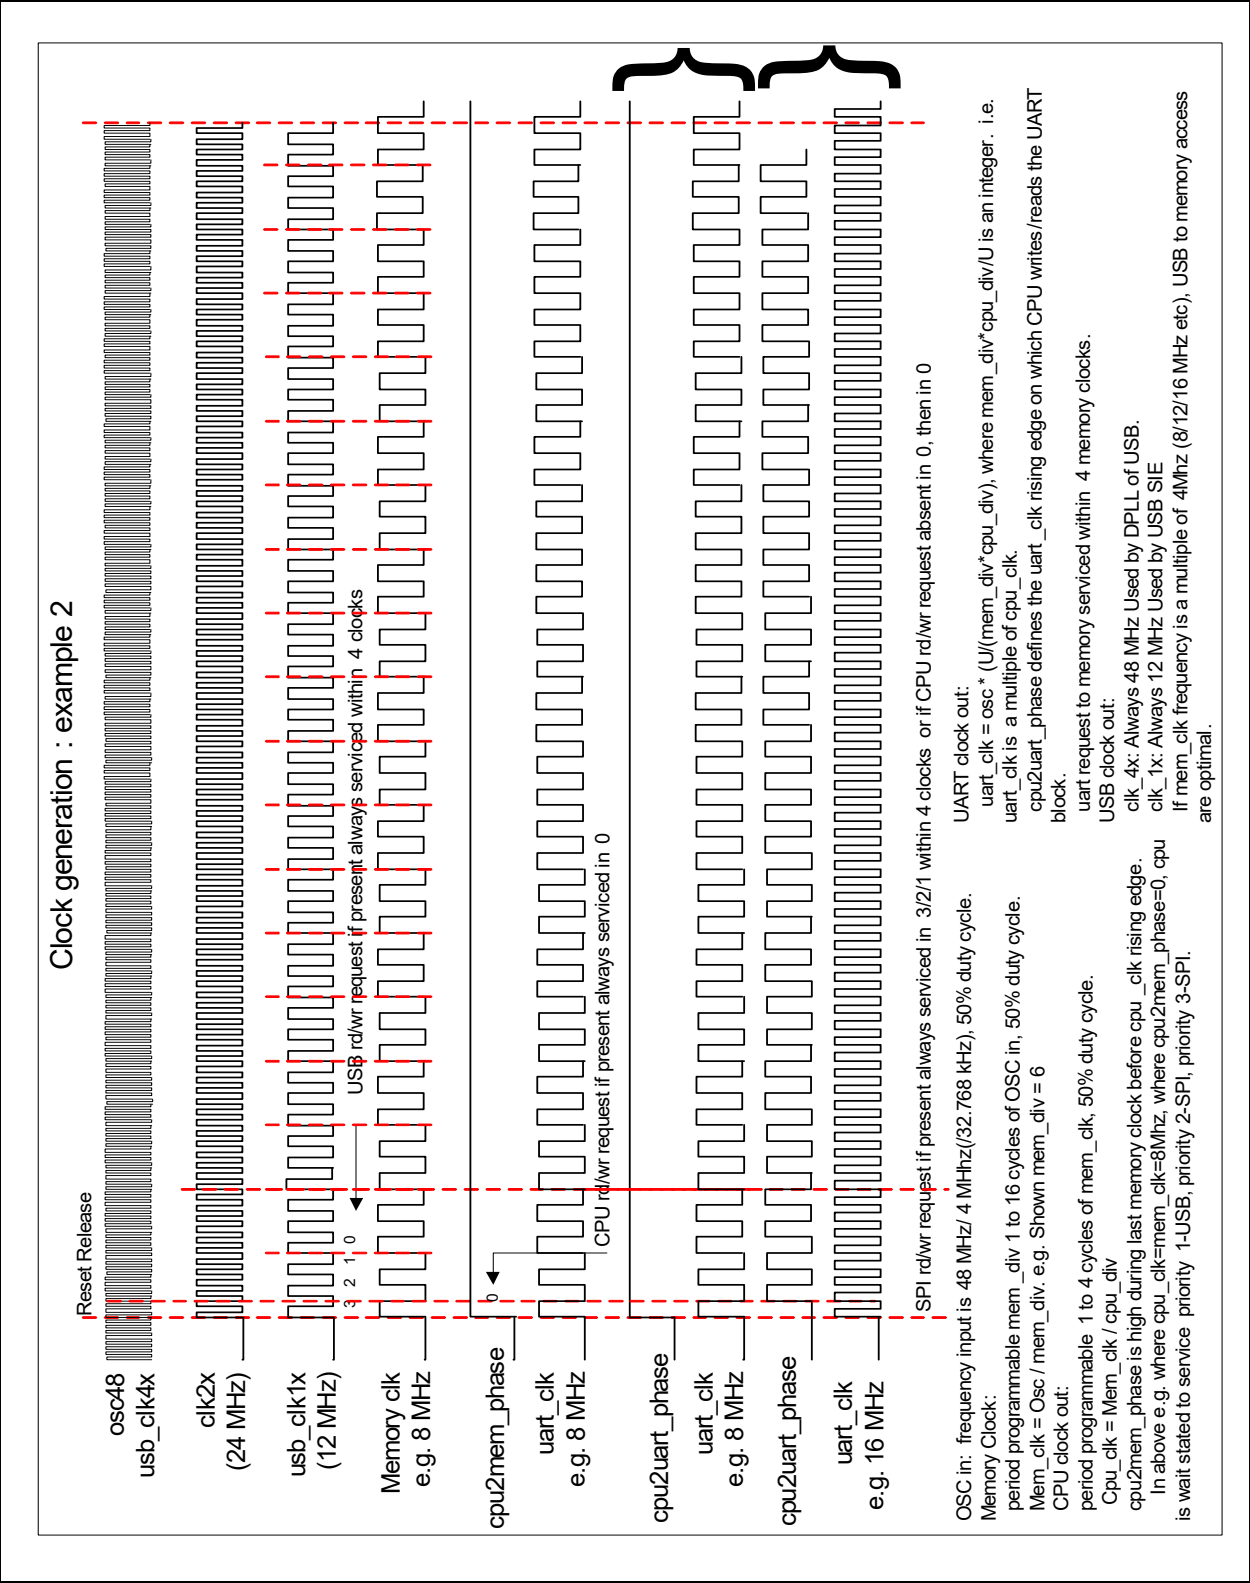 Clock generation : example 2
Reset Release
osc48
usb_clk4x
clk2x
(24 MHz)
usb_clk1x
(12 MHz)
3 2 1 0
USB rd/wr request if present always serviced within 4 clocks
Memory clk
e.g. 8 MHz
cpu2mem_phase
0
uart_clk
e.g. 8 MHz
CPU rd/wr request if present always serviced in 0
cpu2uart_phase
uart_clk
e.g. 8 MHz
cpu2uart_phase
uart_clk
e.g. 16 MHz
SPI rd/wr request if present always serviced in 3/2/1 within 4 clocks or if CPU rd/wr request absent in 0, then in 0
OSC in: frequency input is 48 MHz/ 4 MHhz(/32.768 kHz), 50% duty cycle.
Memory Clock:
period programmable mem_div 1 to 16 cycles of OSC in, 50% duty cycle.
Mem_clk = Osc / mem_div. e.g. Shown mem_div = 6
CPU clock out:
period programmable 1 to 4 cycles of mem_clk, 50% duty cycle.
Cpu_clk = Mem_clk / cpu_div
cpu2mem_phase is high during last memory clock before cpu_clk rising edge.
In above e.g. where cpu_clk=mem_clk=8Mhz, where cpu2mem_phase=0, cpu
is wait stated to service priority 1-USB, priority 2-SPI, priority 3-SPI.
UART clock out:
uart_clk = osc * (U/(mem_div*cpu_div), where mem_div*cpu_div/U is an integer. i.e.
uart_clk is a multiple of cpu_clk.
cpu2uart_phase defines the uart_clk rising edge on which CPU writes/reads the UART
block.
uart request to memory serviced within 4 memory clocks.
USB clock out:
clk_4x: Always 48 MHz Used by DPLL of USB.
clk_1x: Always 12 MHz Used by USB SIE
If mem_clk frequency is a multiple of 4Mhz (8/12/16 MHz etc), USB to memory access
are optimal.